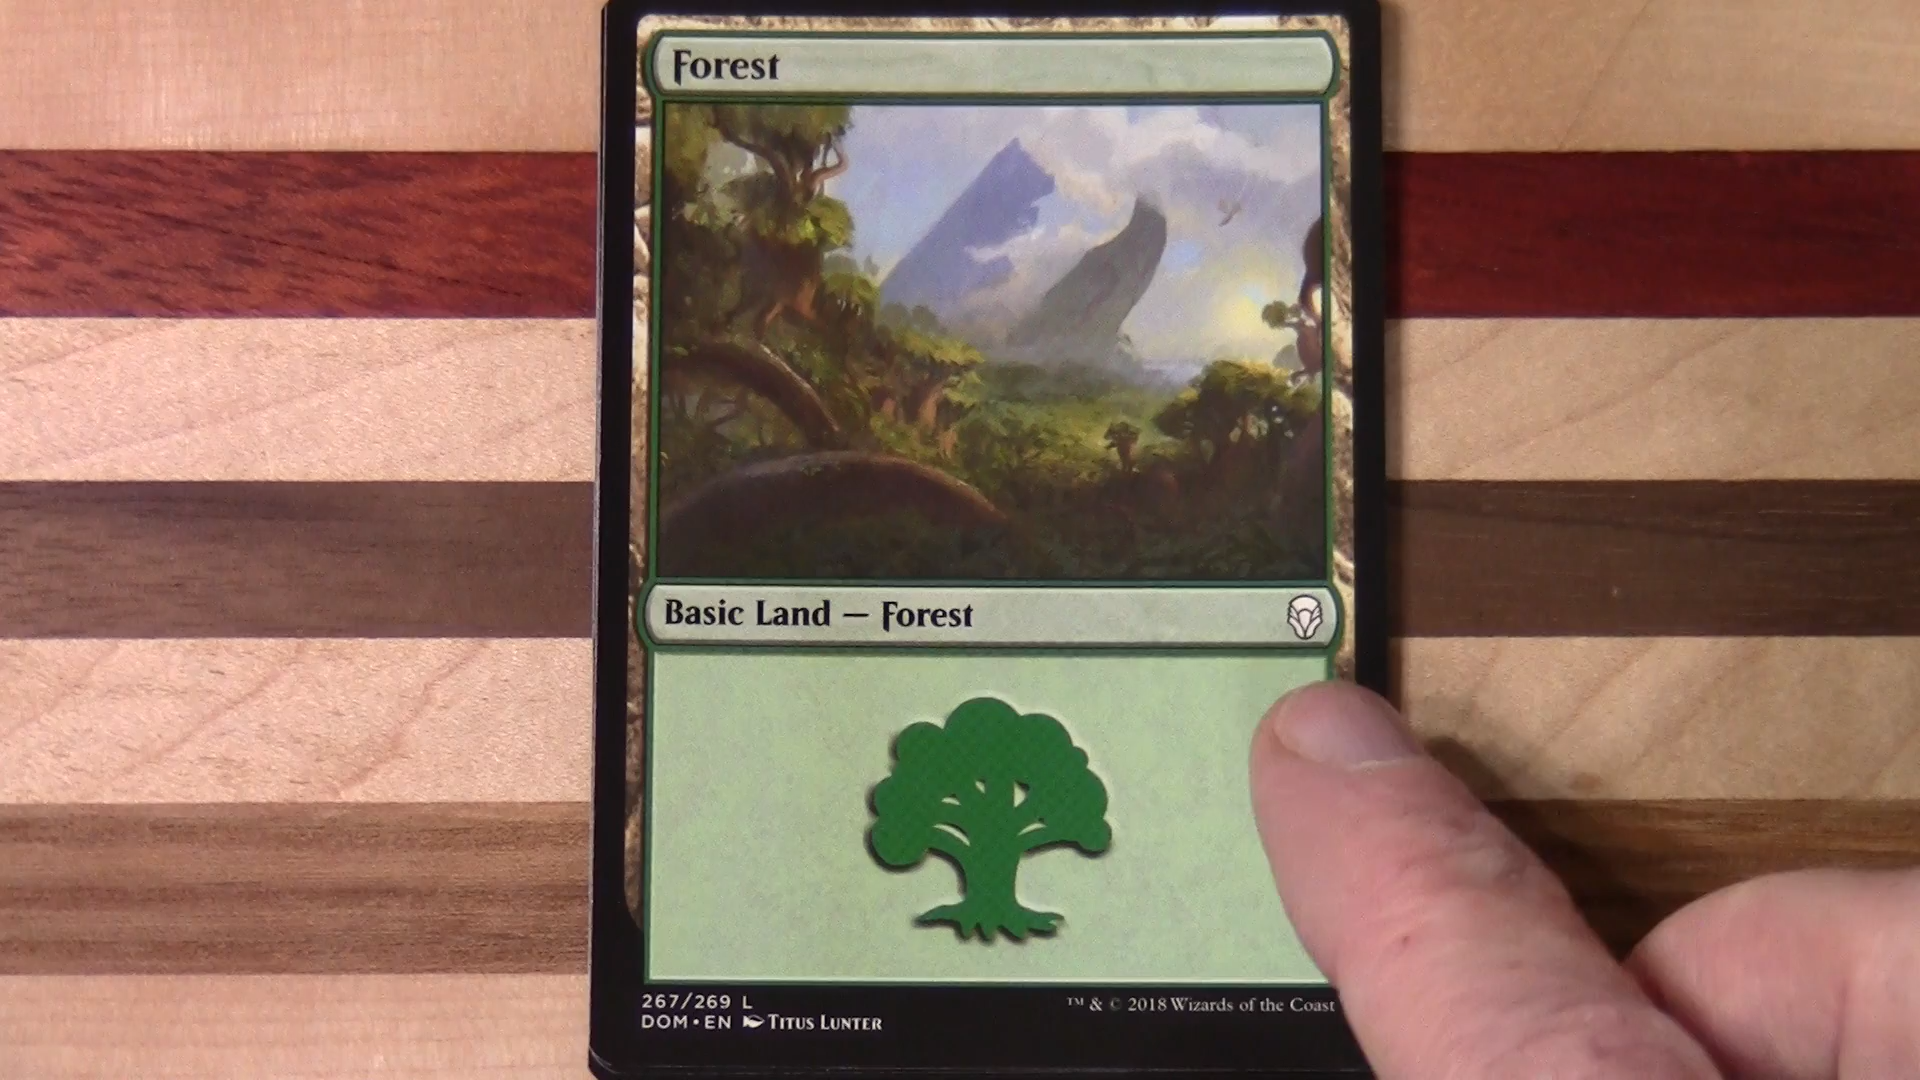 Forest
Basic Land — Forest
267/269 L
DOM • EN Titus Lunter
™ & © 2018 Wizards of the Coast